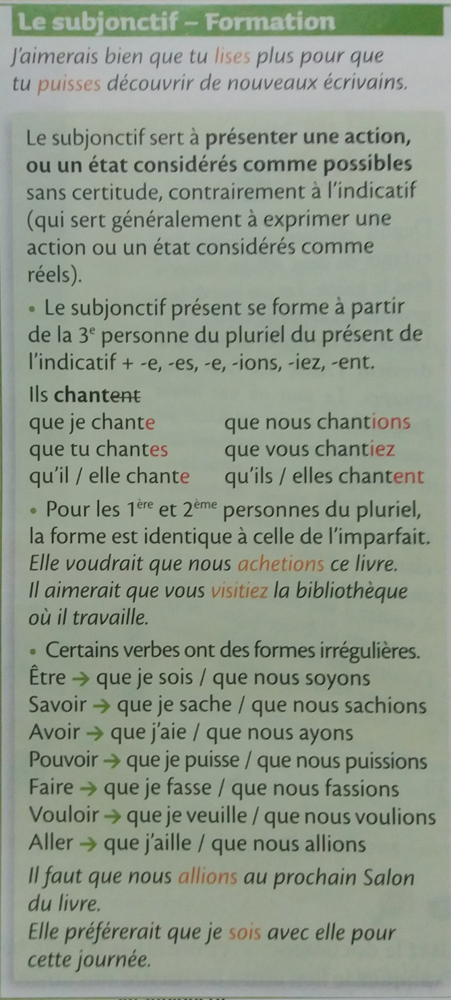 Le subjonctif – Formation
J'aimerais bien que tu lises plus pour que
tu puisses découvrir de nouveaux écrivains.
Le subjonctif sert à présenter une action,
ou un état considérés comme possibles
sans certitude, contrairement à l'indicatif
(qui sert généralement à exprimer une
action ou un état considérés comme
réels).
• Le subjonctif présent se forme à partir
de la 3e personne du pluriel du présent de
l'indicatif + -e, -es, -e, -ions, -iez, -ent.
Ils chantent
que je chante que nous chantions
que tu chantes que vous chantiez
qu'il / elle chante qu'ils / elles chantent
• Pour les 1ère et 2ème personnes du pluriel,
la forme est identique à celle de l'imparfait.
Elle voudrait que nous achetions ce livre.
Il aimerait que vous visitiez la bibliothèque
où il travaille.
• Certains verbes ont des formes irrégulières.
Être → que je sois / que nous soyons
Savoir → que je sache / que nous sachions
Avoir → que j'aie / que nous ayons
Pouvoir → que je puisse / que nous puissions
Faire → que je fasse / que nous fassions
Vouloir → que je veuille / que nous voulions
Aller → que j'aille / que nous allions
Il faut que nous allions au prochain Salon
du livre.
Elle préférerait que je sois avec elle pour
cette journée.